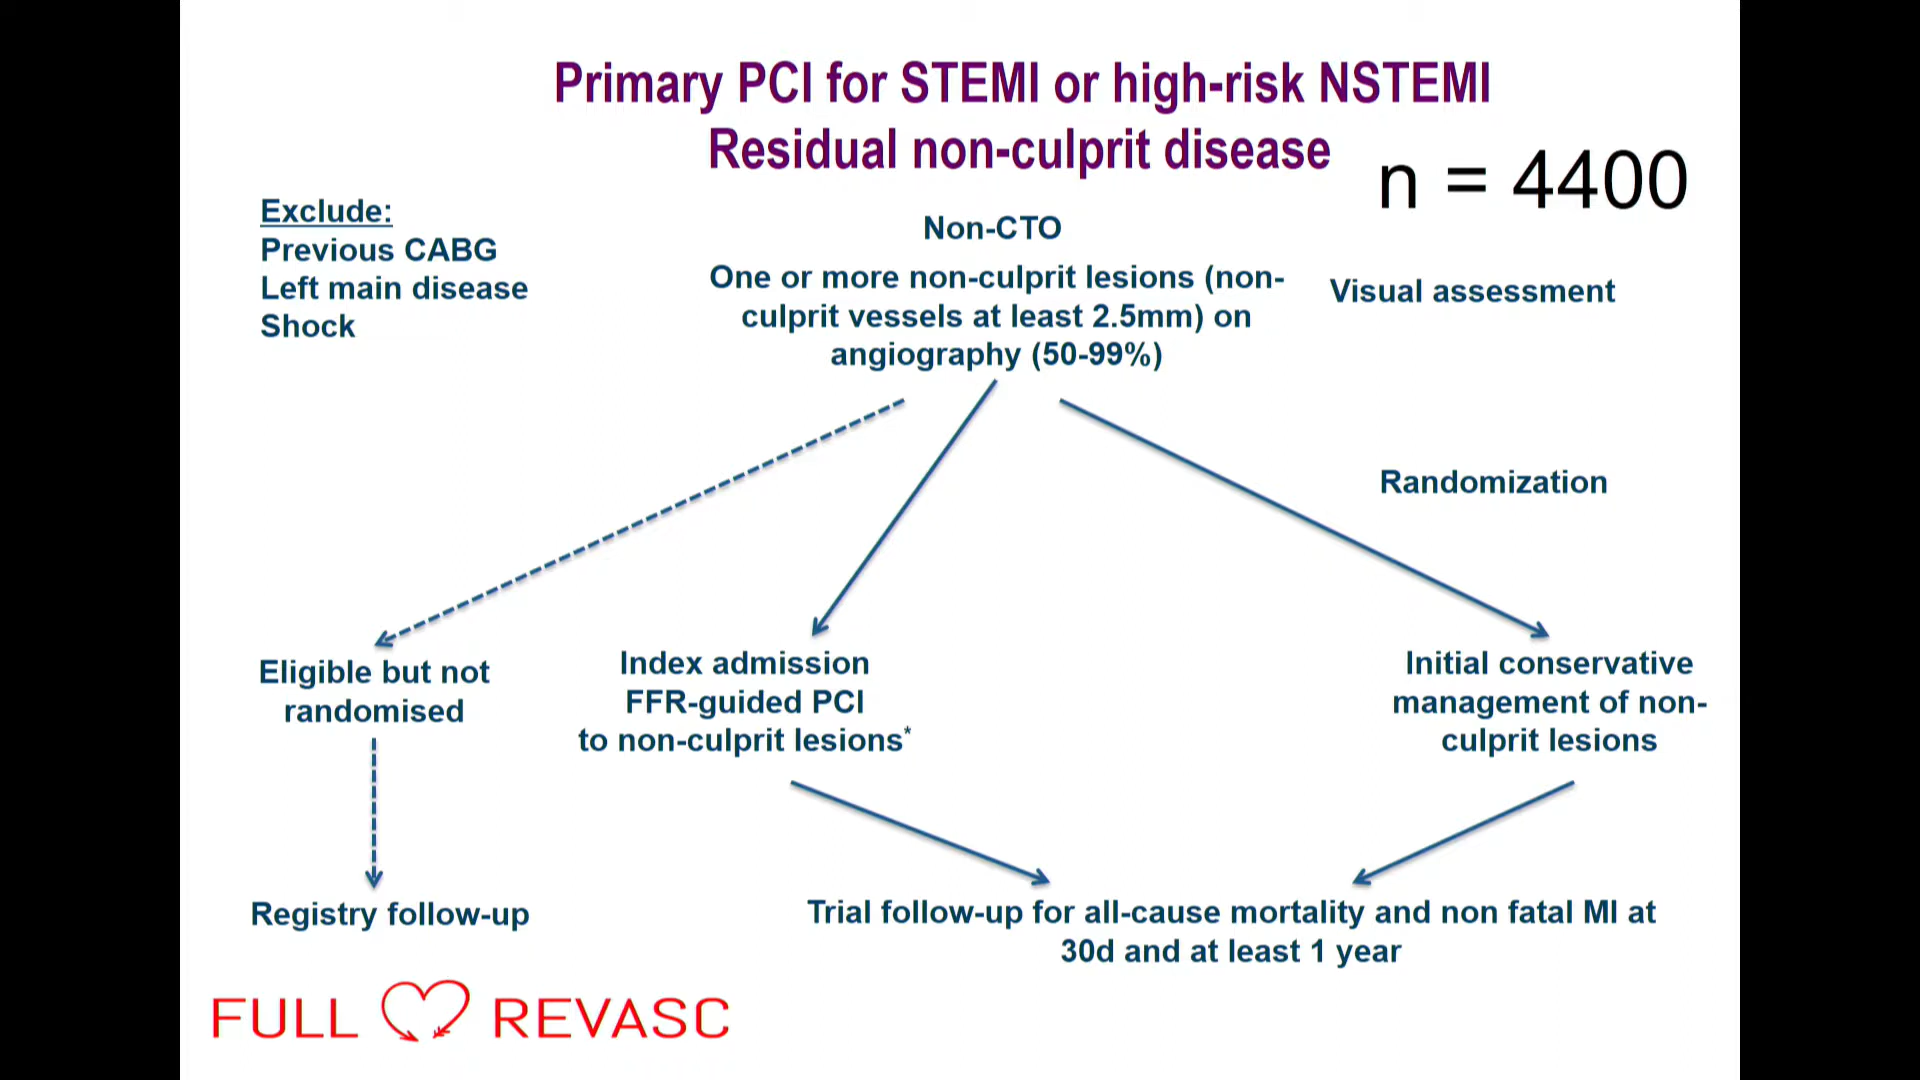 Primary PCI for STEMI or high-risk NSTEMI
Residual non-culprit disease
n = 4400
Exclude:
Previous CABG
Left main disease
Shock
Non-CTO
One or more non-culprit lesions (non-
culprit vessels at least 2.5mm) on
angiography (50-99%)
Visual assessment
Randomization
Eligible but not
randomised
Index admission
FFR-guided PCI
to non-culprit lesions*
Initial conservative
management of non-
culprit lesions
Registry follow-up
Trial follow-up for all-cause mortality and non fatal MI at
30d and at least 1 year
FULL REVASC